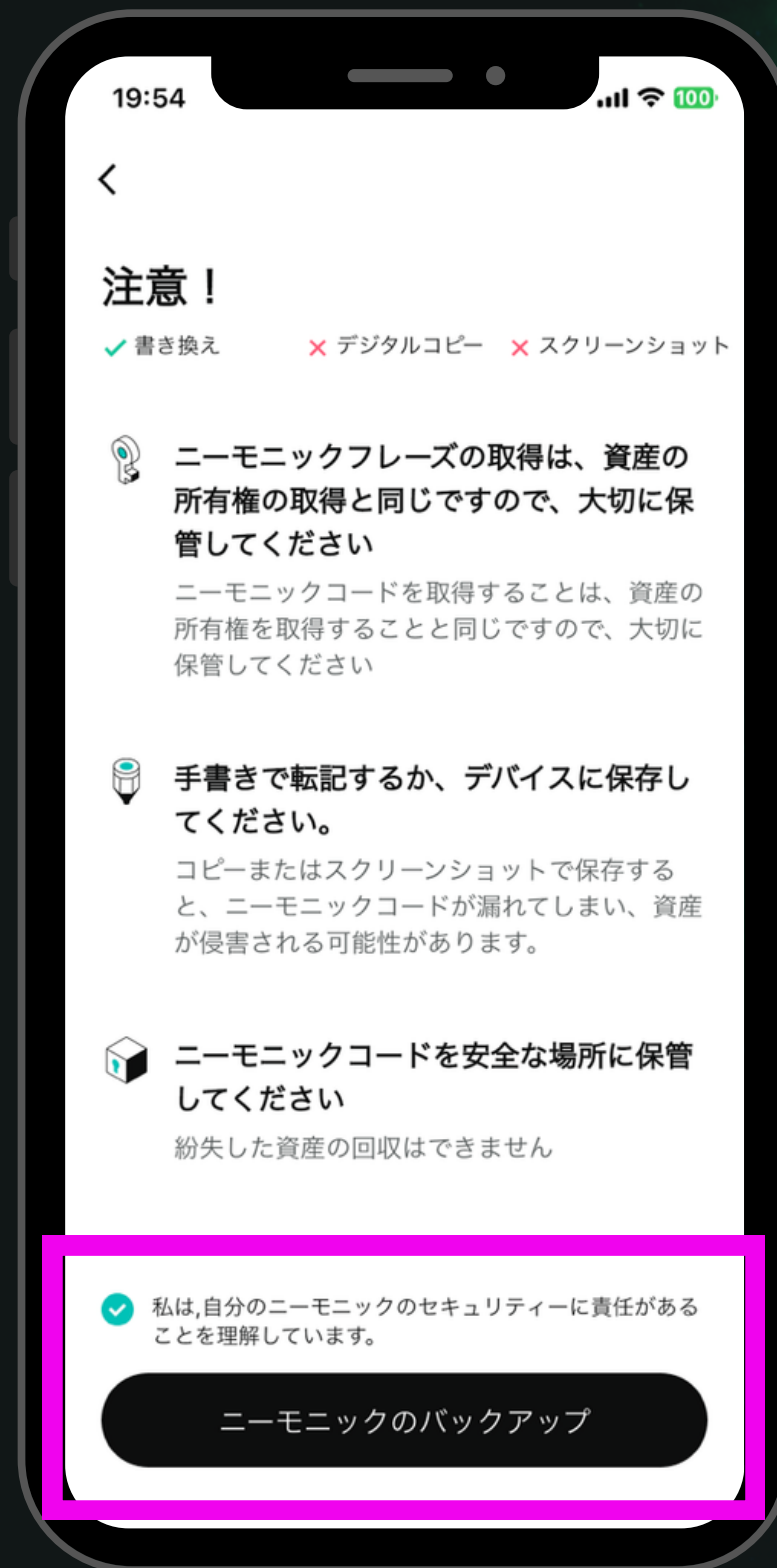 19:54
100
注意！
書き換え デジタルコピー スクリーンショット
ニーモニックフレーズの取得は、資産の
所有権の取得と同じですので、大切に保
管してください
ニーモニックコードを取得することは、資産の
所有権を取得することと同じですので、大切に
保管してください
手書きで転記するか、デバイスに保存し
てください。
コピーまたはスクリーンショットで保存する
と、ニーモニックコードが漏れてしまい、資産
が侵害される可能性があります。
ニーモニックコードを安全な場所に保管
してください
紛失した資産の回収はできません
私は,自分のニーモニックのセキュリティーに責任がある
ことを理解しています。
ニーモニックのバックアップ